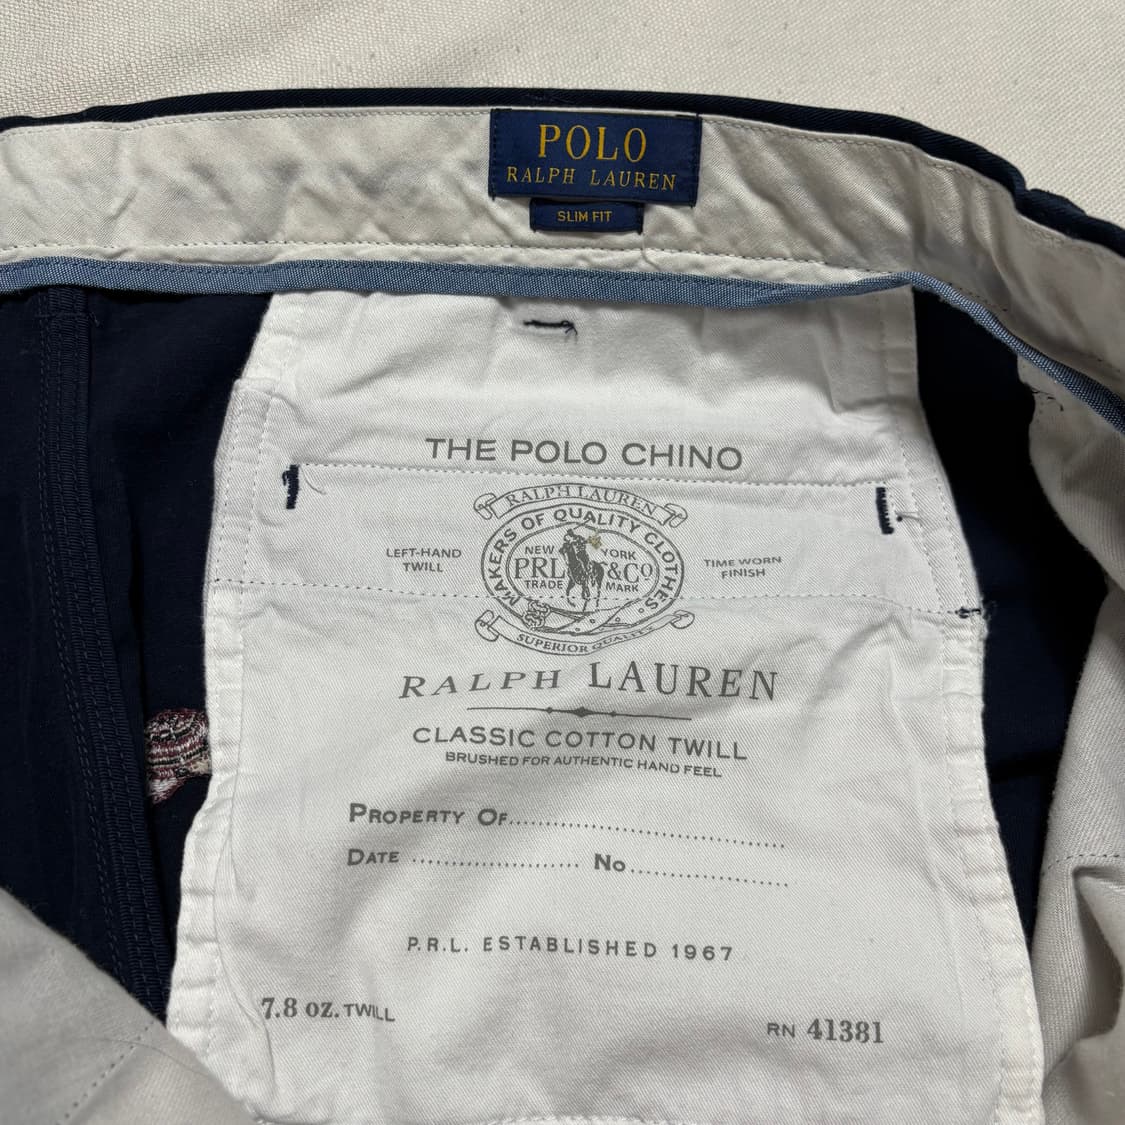 POLO
RALPH LAUREN
SLIM FIT
THE POLO CHINO
RALPH LAUREN
MAKERS OF QUALITY CLOTHES
LEFT-HAND
TWILL
NEW YORK
PRL &CO
TRADE MARK
TIME WORN
FINISH
SUPERIOR QUALITY
RALPH LAUREN
CLASSIC COTTON TWILL
BRUSHED FOR AUTHENTIC HAND FEEL
PROPERTY OF..............................
DATE .................... No....................
P.R.L. ESTABLISHED 1967
7.8 oz. TWILL
RN 41381